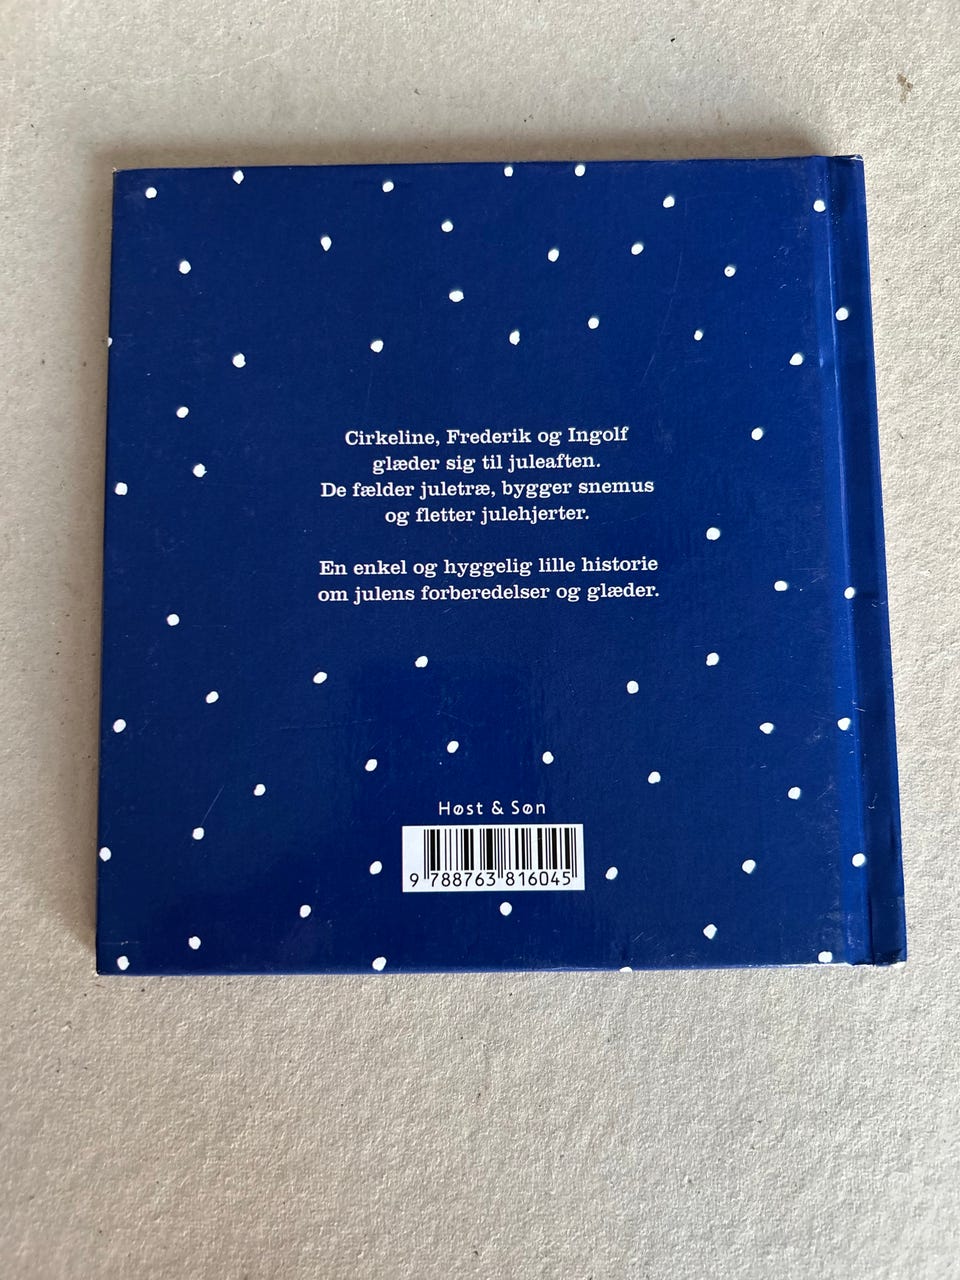 Cirkeline, Frederik og Ingolf
glæder sig til juleaften.
De fælder juletræ, bygger snemus
og fletter julehjerter.
En enkel og hyggelig lille historie
om julens forberedelser og glæder.
Høst & Søn
9 788763 816045